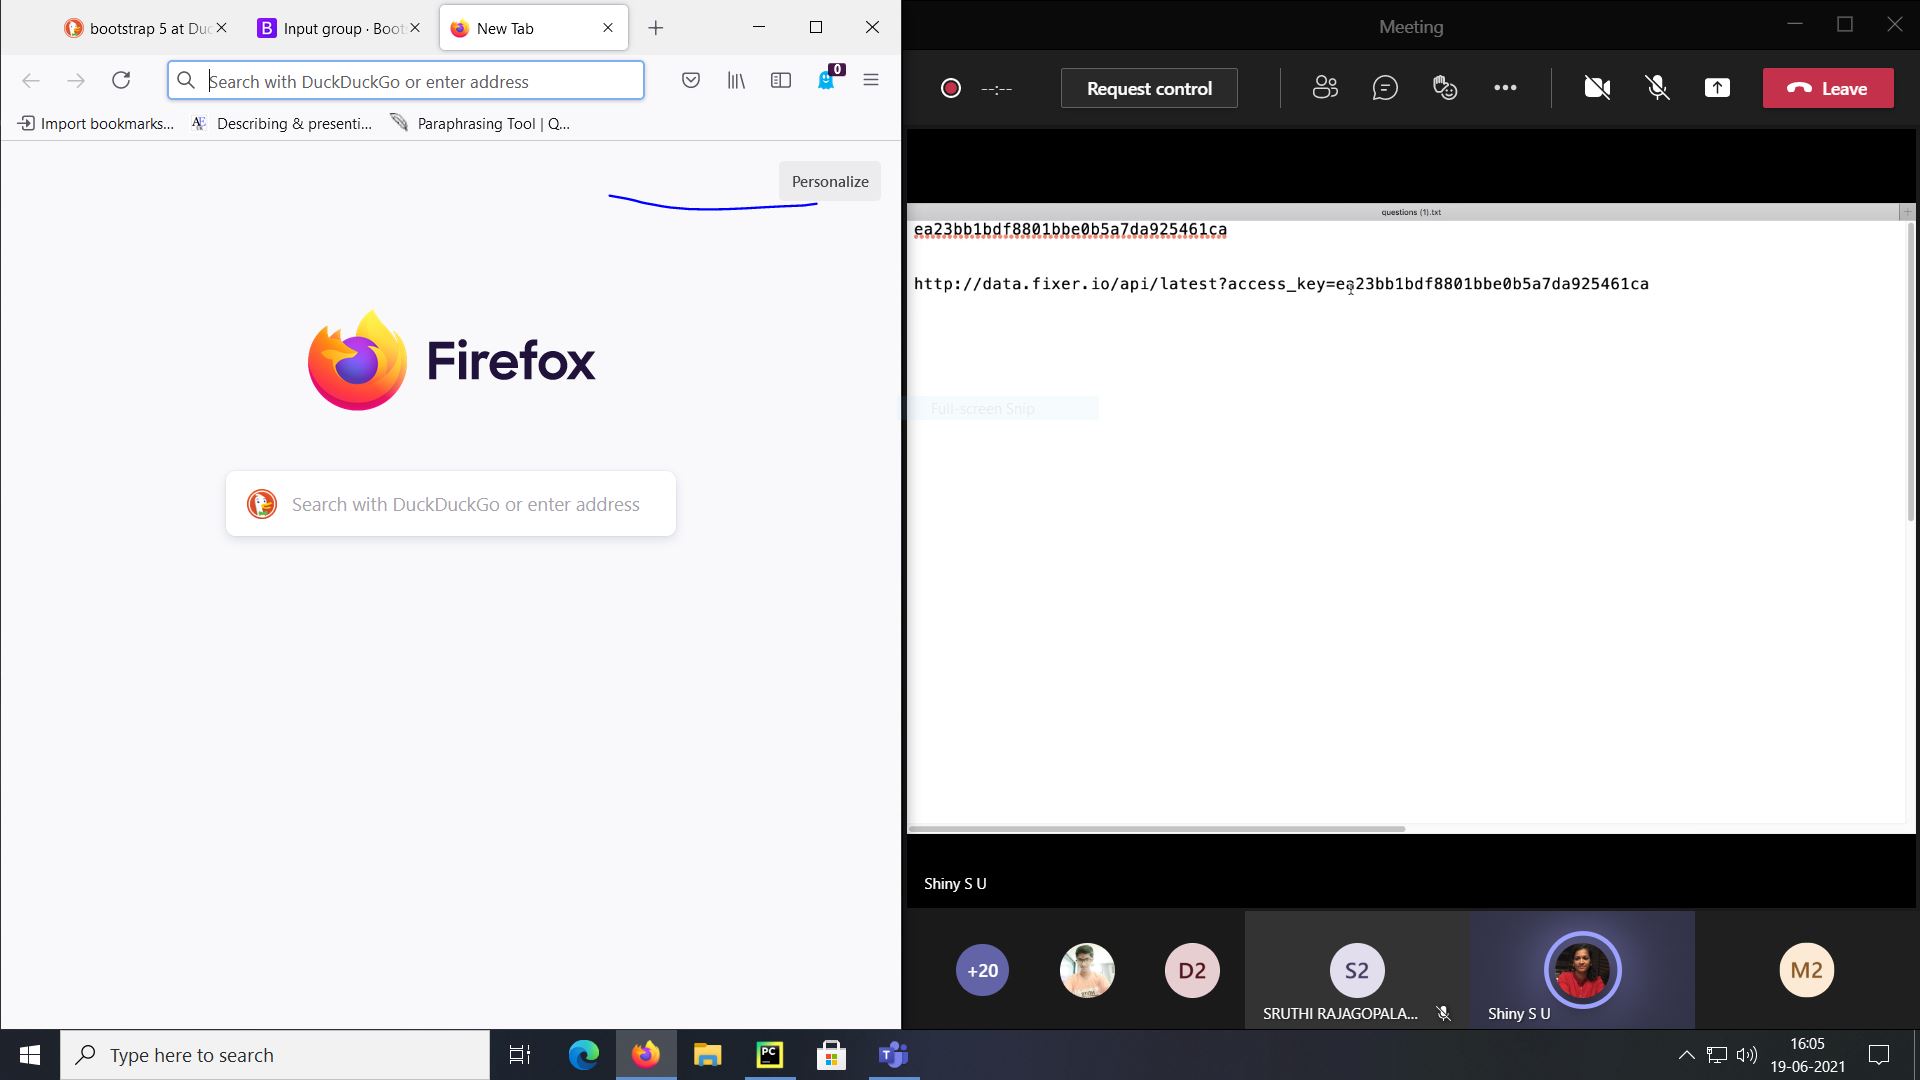 bootstrap 5 at Duc
Input group · Boot
New Tab
Search with DuckDuckGo or enter address
0
Import bookmarks...
Describing & presenti...
Paraphrasing Tool | Q...
Personalize
Firefox
Search with DuckDuckGo or enter address
Meeting
--:--
Request control
Leave
questions (1).txt
ea23bb1bdf8801bbe0b5a7da925461ca
http://data.fixer.io/api/latest?access_key=ea23bb1bdf8801bbe0b5a7da925461ca
Full-screen Snip
Shiny S U
+20
D2
S2
SRUTHI RAJAGOPALA...
Shiny S U
M2
Type here to search
PC
16:05
19-06-2021